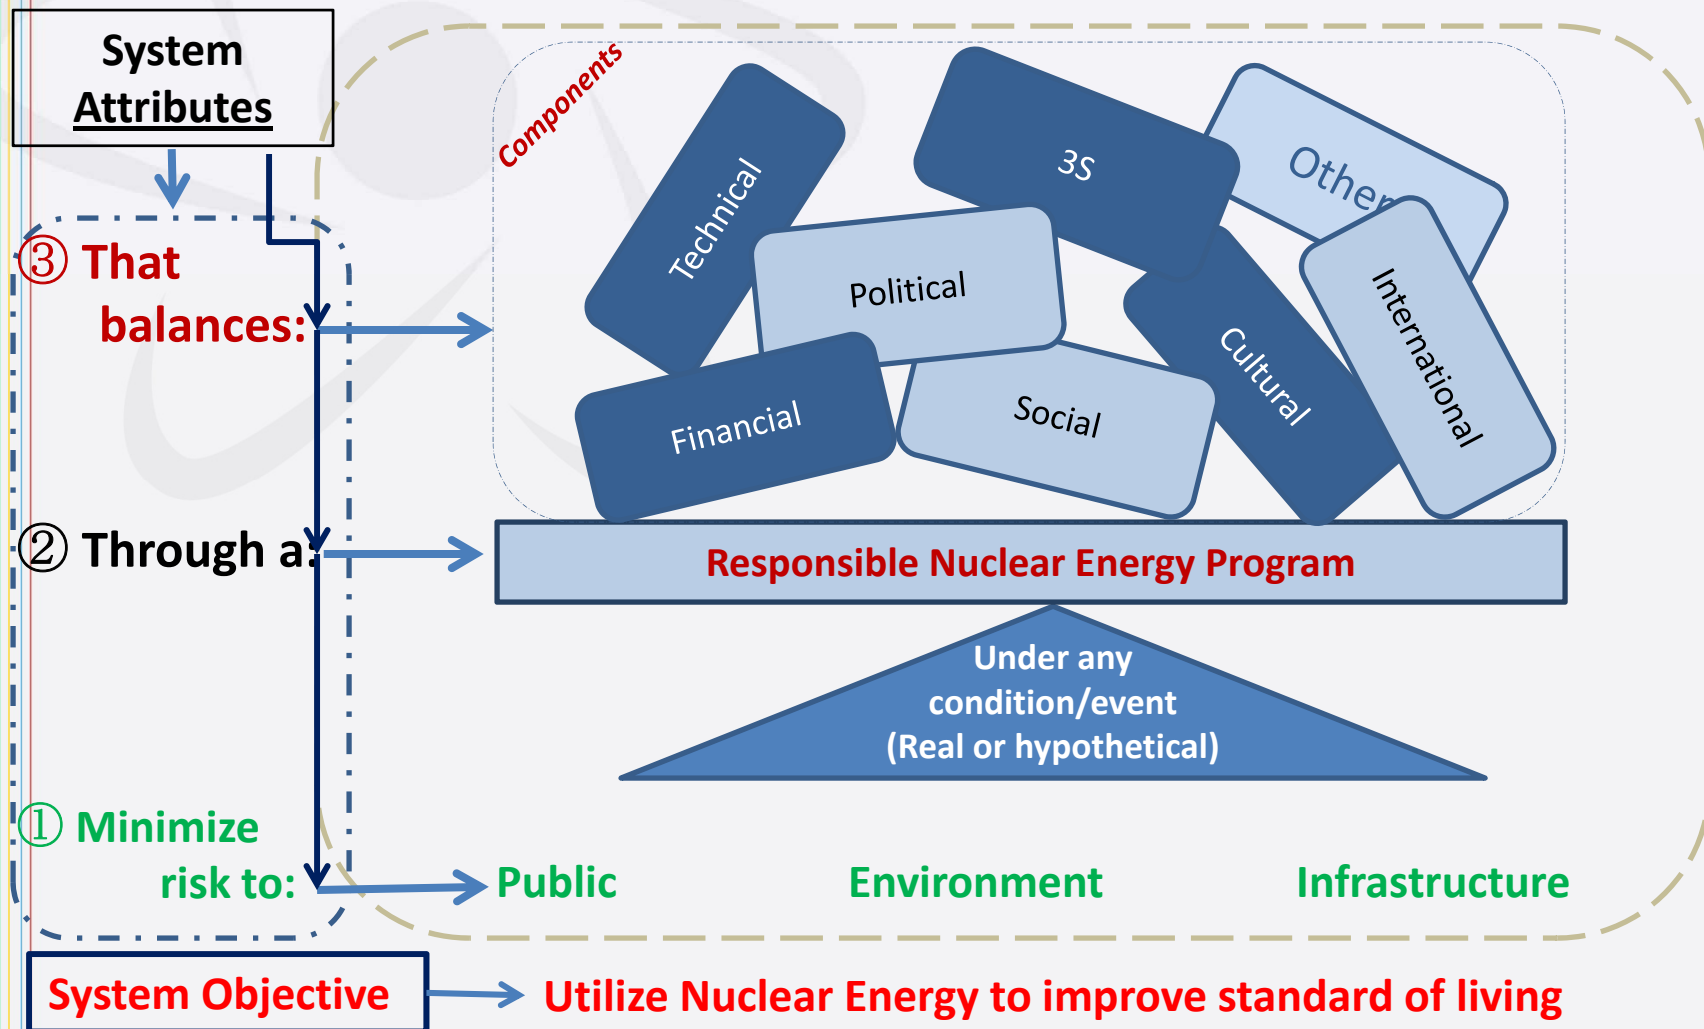 System
Attributes
Components
Technical
3S
Other
Political
International
Cultural
Financial
Social
③ That
balances:
② Through a:
Responsible Nuclear Energy Program
Under any
condition/event
(Real or hypothetical)
① Minimize
risk to:
Public Environment Infrastructure
System Objective
Utilize Nuclear Energy to improve standard of living